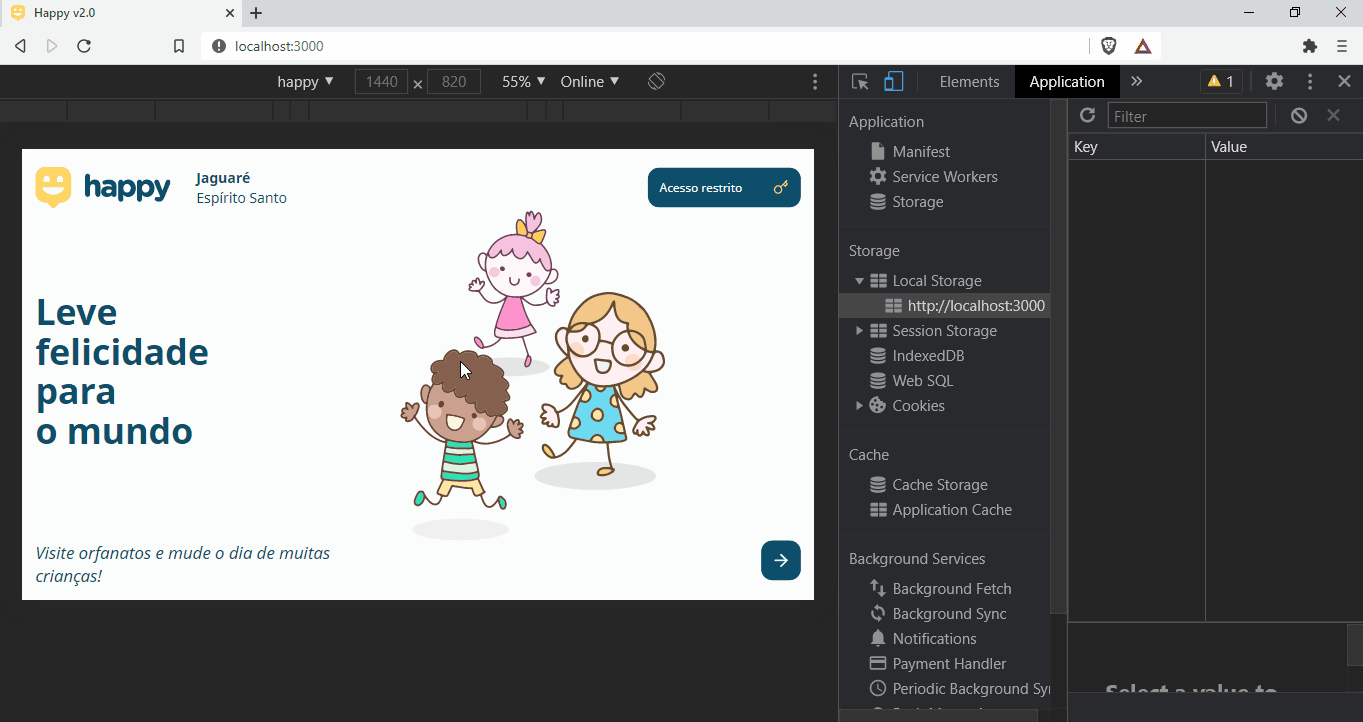 Happy v2.0
localhost:3000
happy
1440 × 820
55%
Online
Elements
Application
1
happy
Jaguaré
Espírito Santo
Acesso restrito
Leve
felicidade
para
o mundo
Visite orfanatos e mude o dia de muitas
crianças!
Application
Manifest
Service Workers
Storage
Storage
Local Storage
http://localhost:3000
Session Storage
IndexedDB
Web SQL
Cookies
Cache
Cache Storage
Application Cache
Background Services
Background Fetch
Background Sync
Notifications
Payment Handler
Periodic Background Sy
Filter
Key
Value
Select a value to